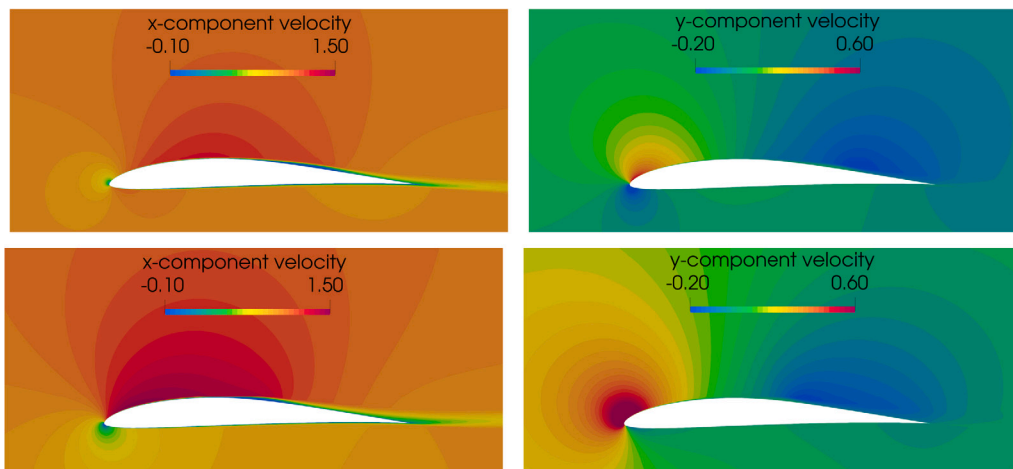 x-component velocity
-0.10 1.50
y-component velocity
-0.20 0.60
x-component velocity
-0.10 1.50
y-component velocity
-0.20 0.60